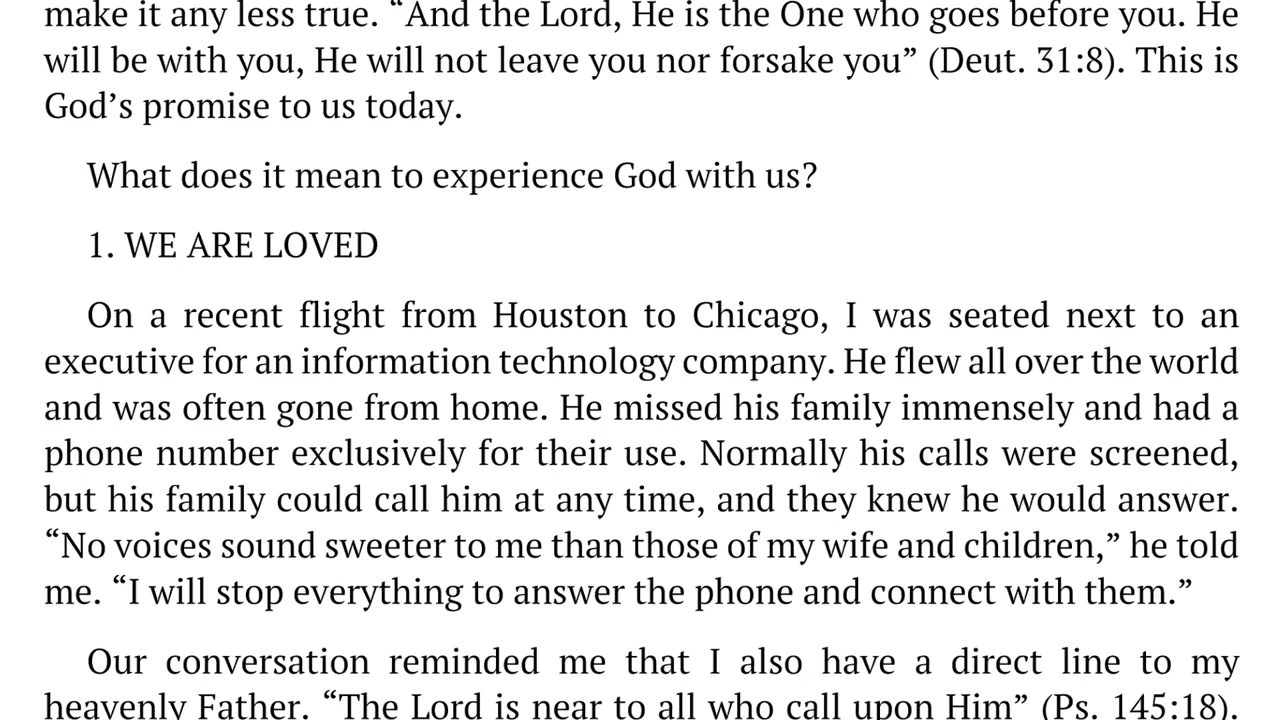 make it any less true. “And the Lord, He is the One who goes before you. He
will be with you, He will not leave you nor forsake you” (Deut. 31:8). This is
God’s promise to us today.
What does it mean to experience God with us?
1. WE ARE LOVED
On a recent flight from Houston to Chicago, I was seated next to an
executive for an information technology company. He flew all over the world
and was often gone from home. He missed his family immensely and had a
phone number exclusively for their use. Normally his calls were screened,
but his family could call him at any time, and they knew he would answer.
“No voices sound sweeter to me than those of my wife and children,” he told
me. “I will stop everything to answer the phone and connect with them.”
Our conversation reminded me that I also have a direct line to my
heavenly Father. “The Lord is near to all who call upon Him” (Ps. 145:18).